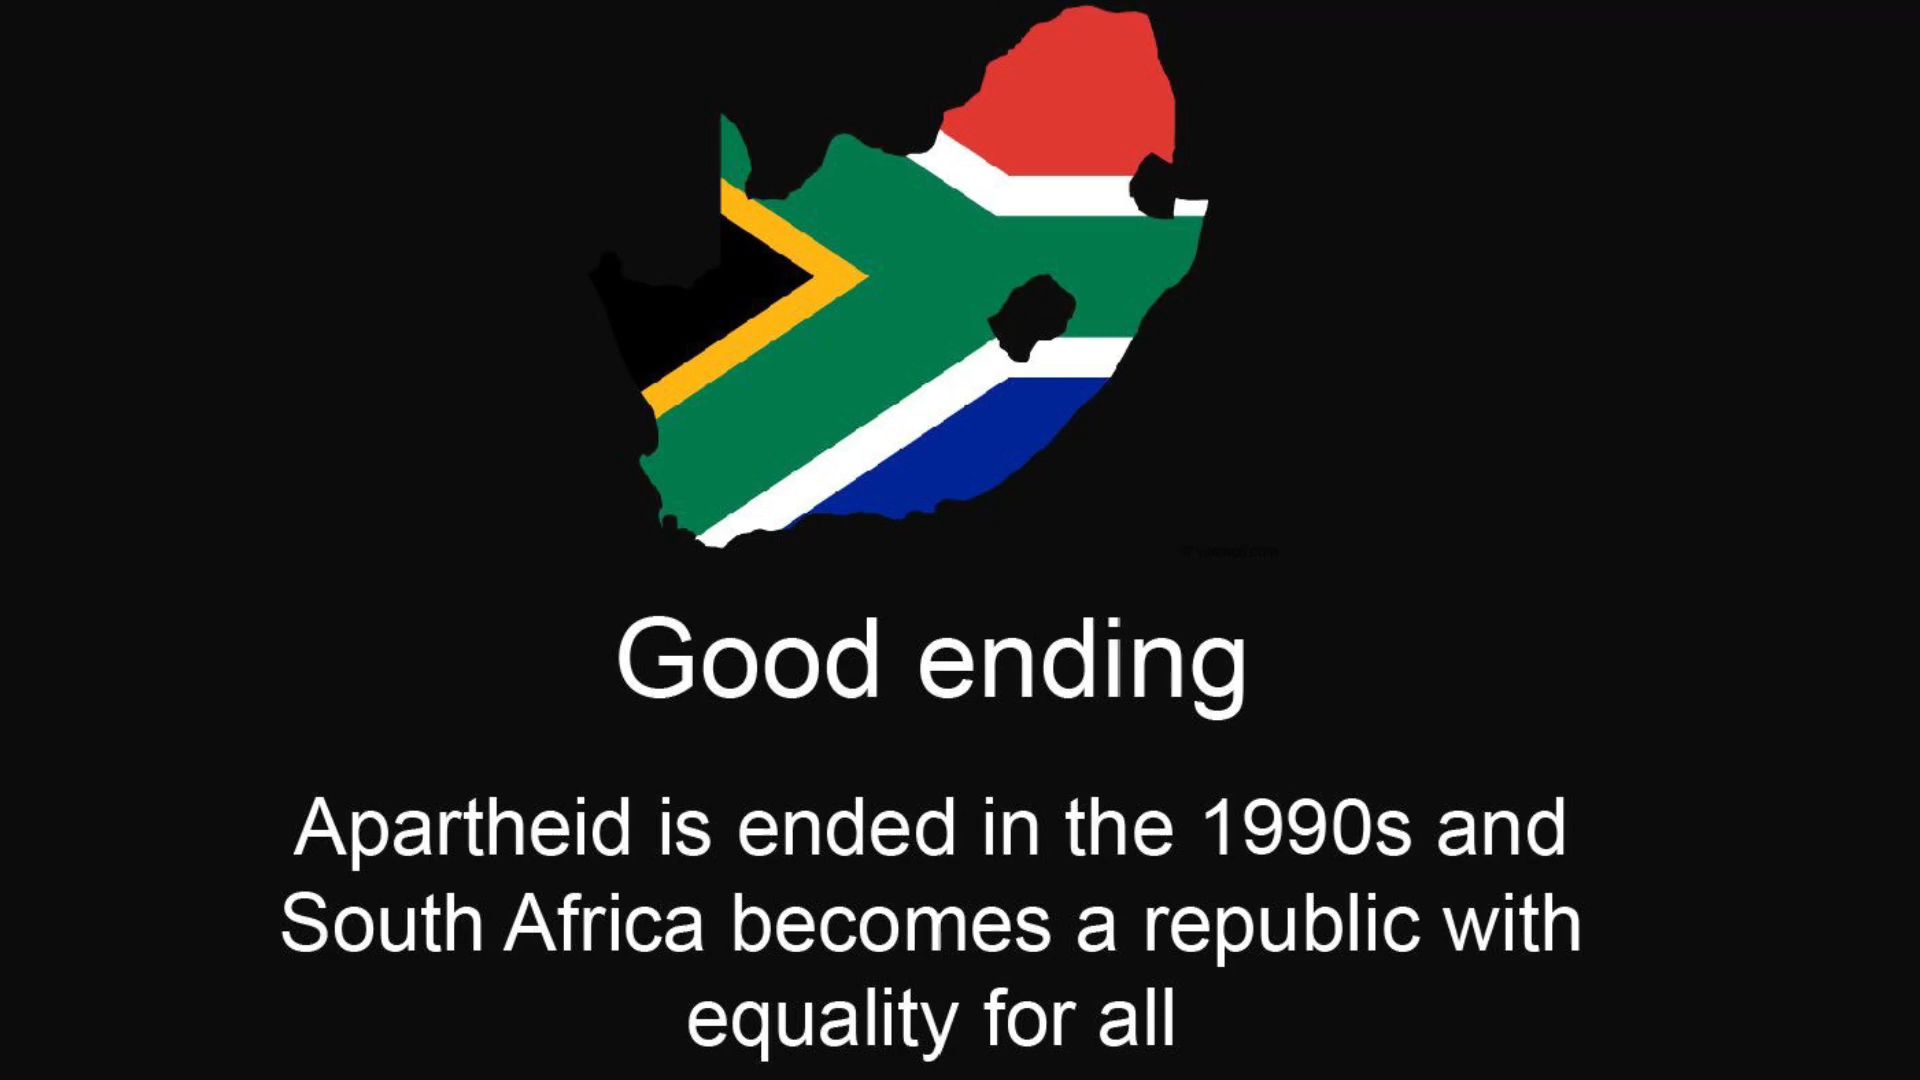 Good ending
Apartheid is ended in the 1990s and
South Africa becomes a republic with
equality for all